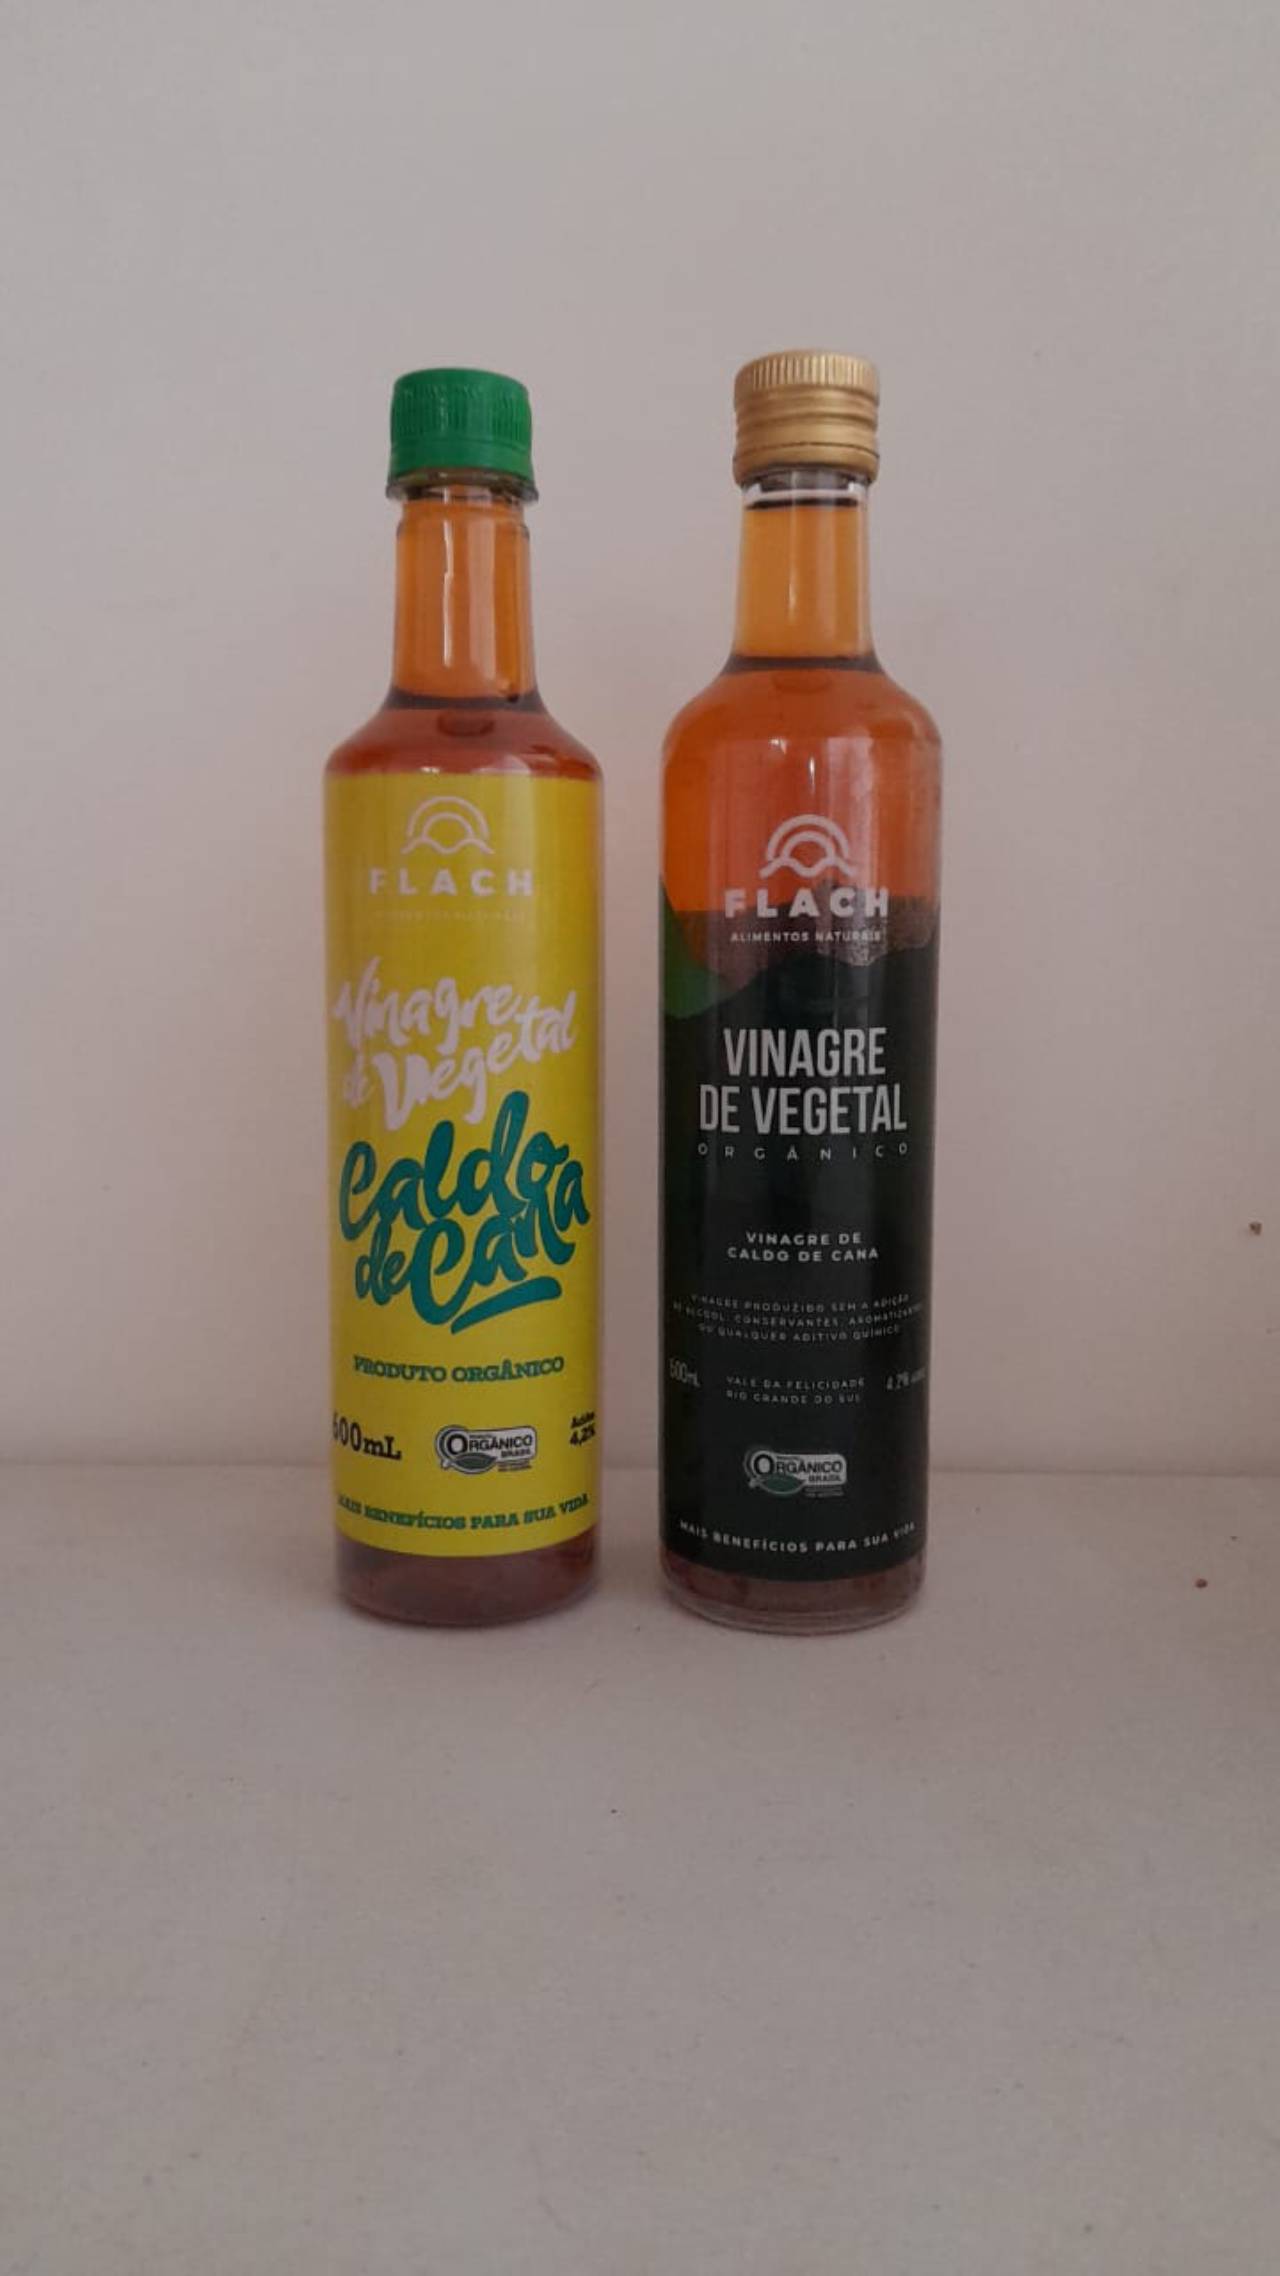 FLACH
Vinagre
de Vegetal
Caldo
de Cana
PRODUTO ORGÂNICO
600mL
PRODUTO
ORGÂNICO
BRASIL
4,2%
MAIS BENEFÍCIOS PARA SUA VIDA
FLACH
ALIMENTOS NATURAIS
VINAGRE
DE VEGETAL
ORGÂNICO
VINAGRE DE
CALDO DE CANA
VINAGRE PRODUZIDO SEM A ADIÇÃO
DE ÁLCOOL, CONSERVANTES, AROMATIZANTES
OU QUALQUER ADITIVO QUÍMICO
600mL
VALE DA FELICIDADE
RIO GRANDE DO SUL
4,2%
ORGÂNICO
BRASIL
MAIS BENEFÍCIOS PARA SUA VIDA